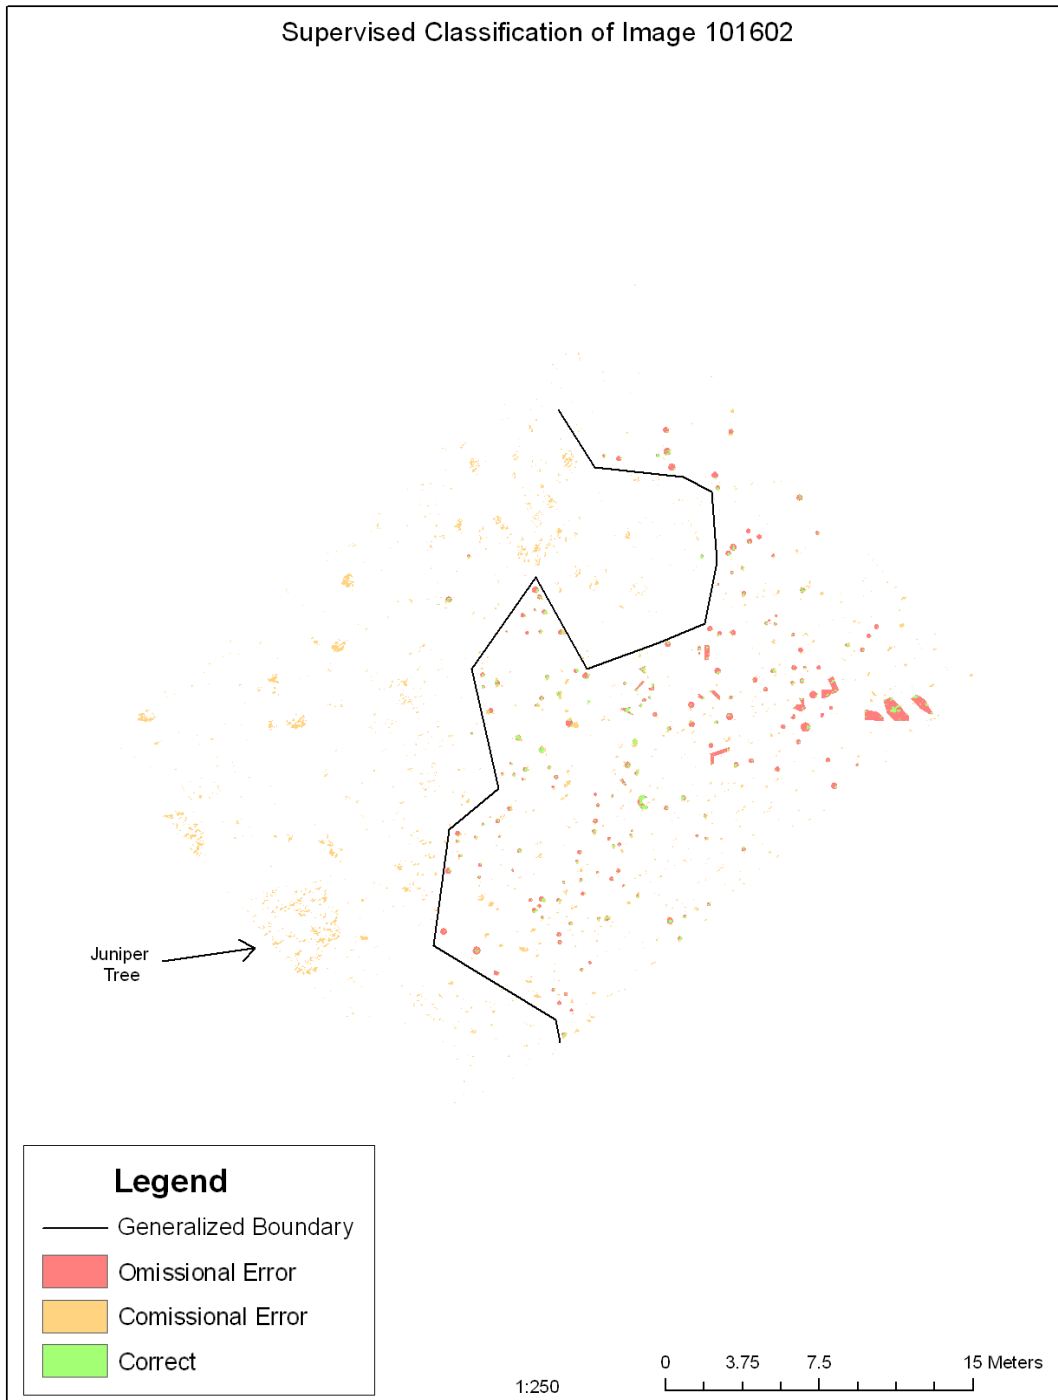 Supervised Classification of Image 101602
Juniper
Tree
Legend
Generalized Boundary
Omissional Error
Comissional Error
Correct
1:250
0 3.75 7.5 15 Meters